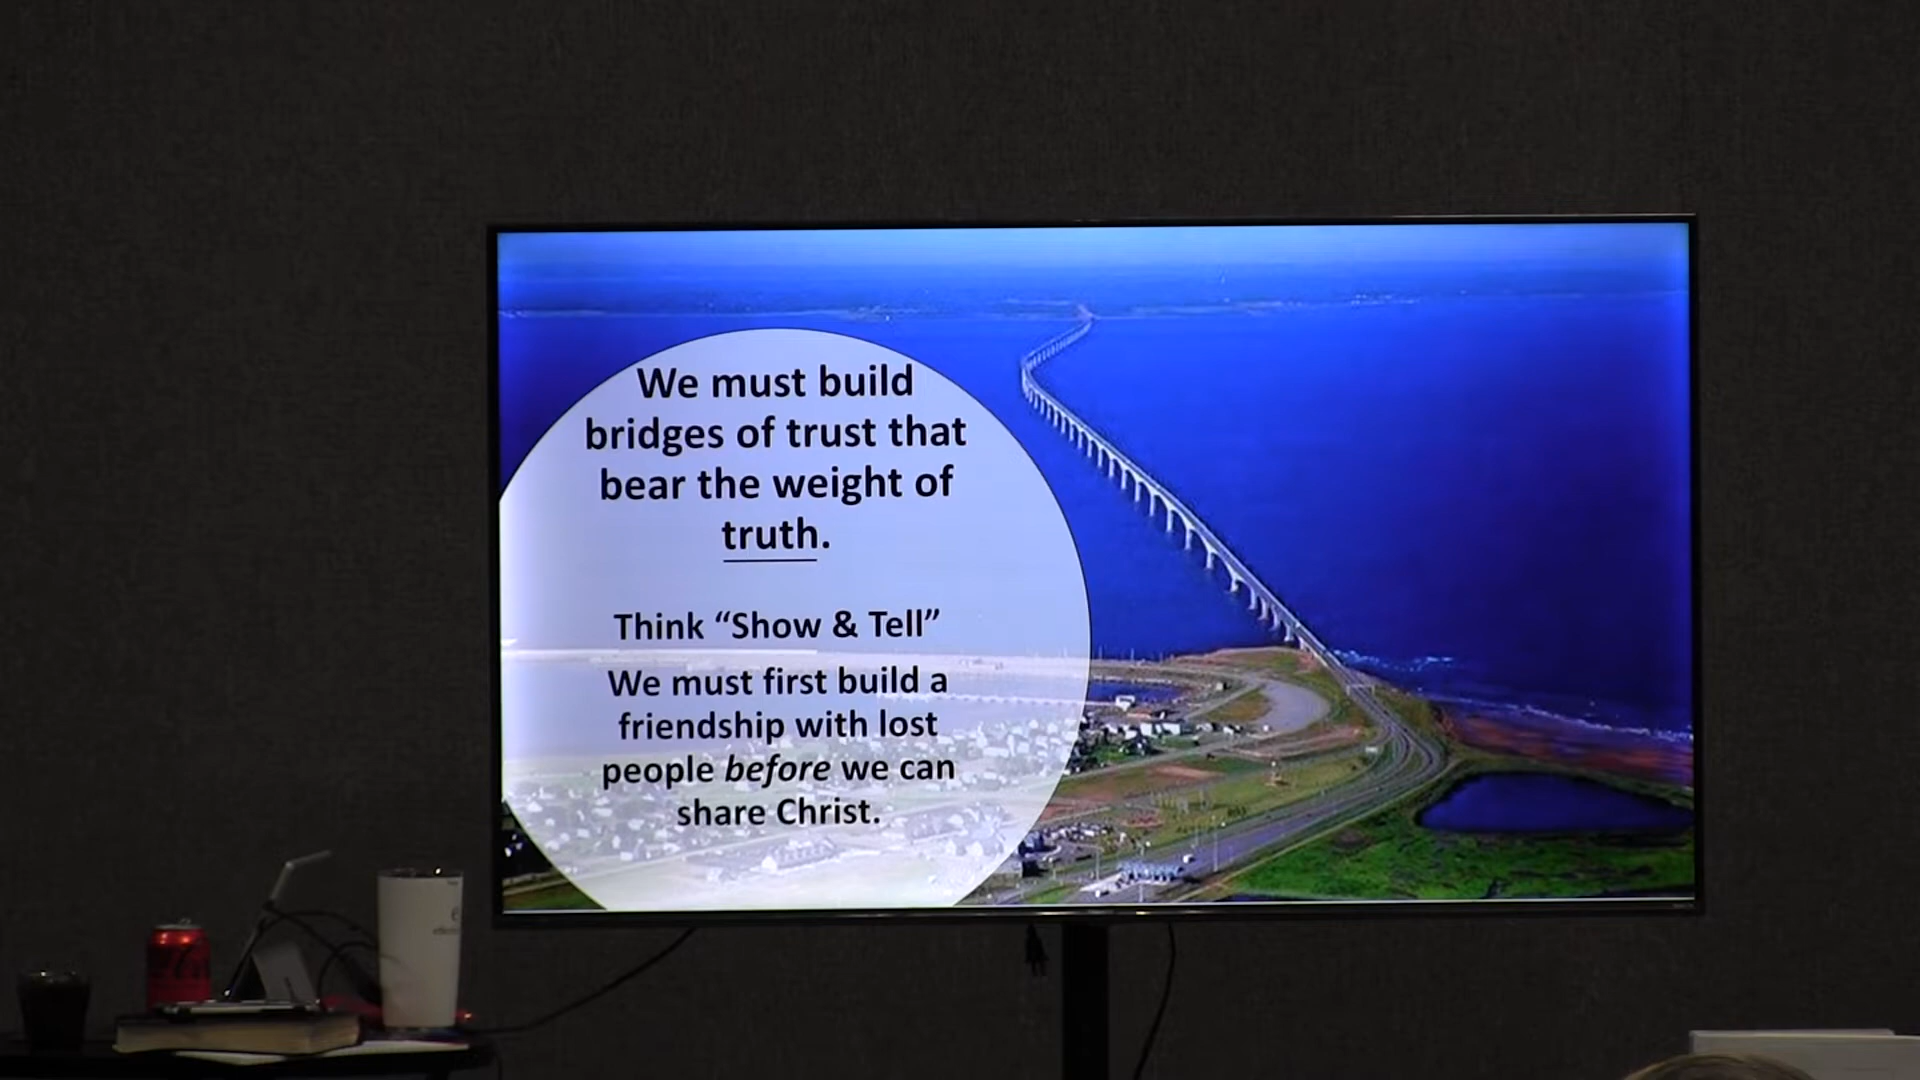 We must build
bridges of trust that
bear the weight of
truth.
Think “Show & Tell”
We must first build a
friendship with lost
people before we can
share Christ.